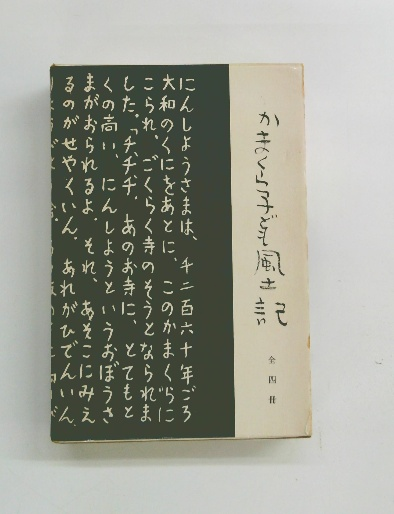 かまくら子ども風土記
全四冊
にんしようさまは、千二百六十年ごろ
大和のくにをあとに、このかまくらに
こられ、ごくらく寺のそうとなられま
した。「チチヂ、あのお寺に、とてもと
くの高い、にんしようというおぼうさ
まがおられるよ。それ、あそこにみえ
るのがせやくいん、あれがひでんいん、